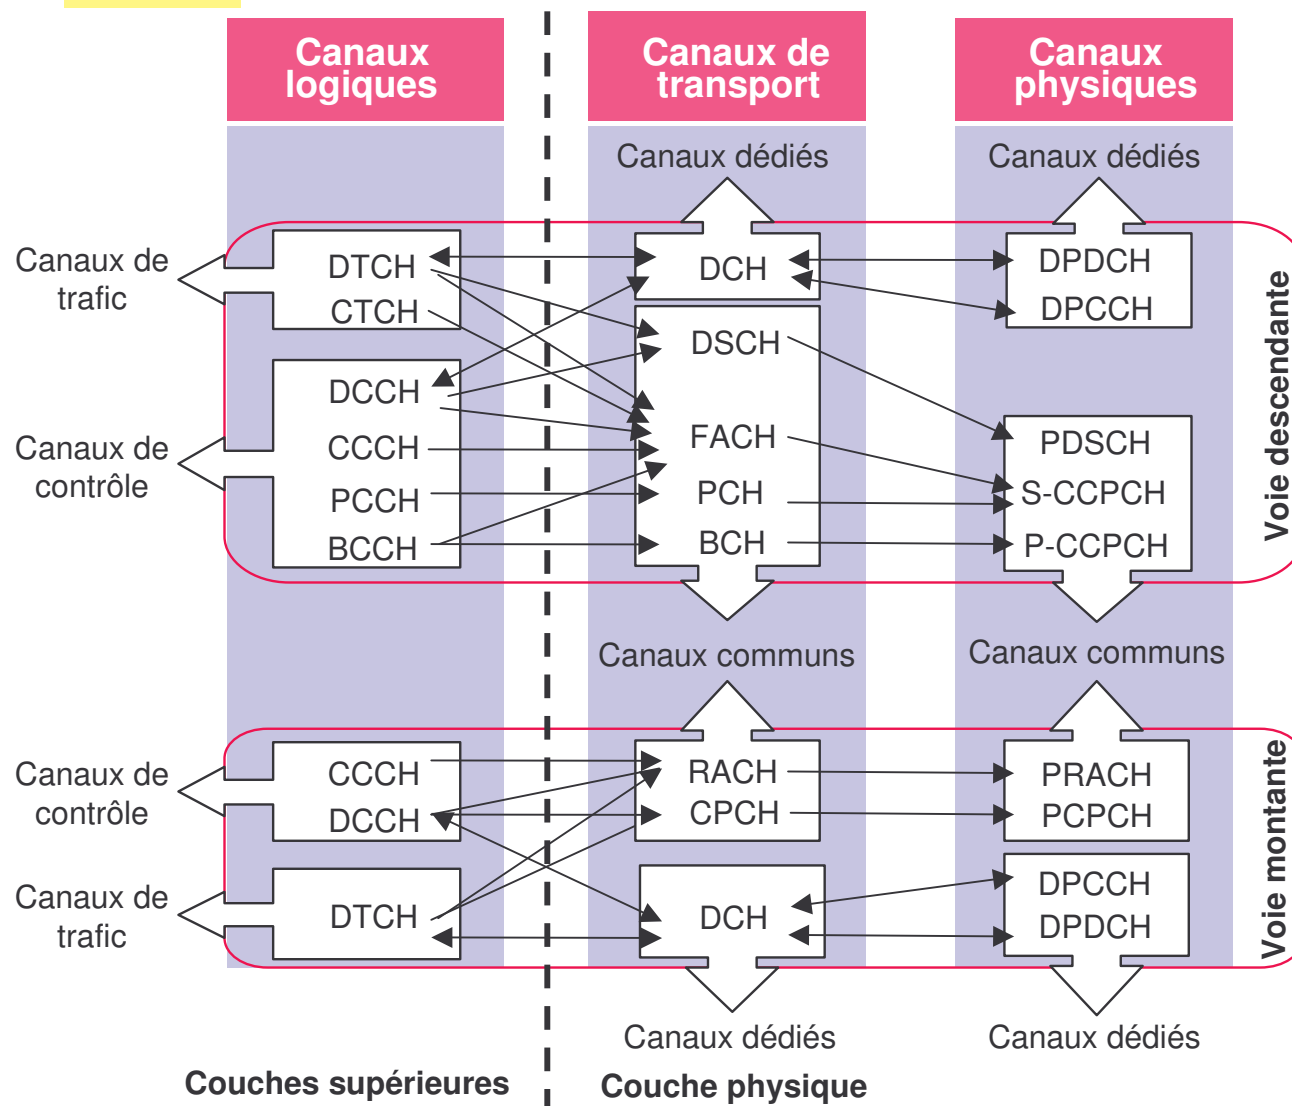 Canaux
logiques
Canaux de
transport
Canaux
physiques
Canaux dédiés
Canaux dédiés
Canaux de
trafic
DTCH
CTCH
DCH
DPDCH
DPCCH
DSCH
Canaux de
contrôle
DCCH
CCCH
PCCH
BCCH
FACH
PCH
BCH
PDSCH
S-CCPCH
P-CCPCH
Voie descendante
Canaux communs
Canaux communs
Canaux de
contrôle
CCCH
DCCH
RACH
CPCH
PRACH
PCPCH
Canaux de
trafic
DTCH
DCH
DPCCH
DPDCH
Voie montante
Canaux dédiés
Canaux dédiés
Couches supérieures
Couche physique